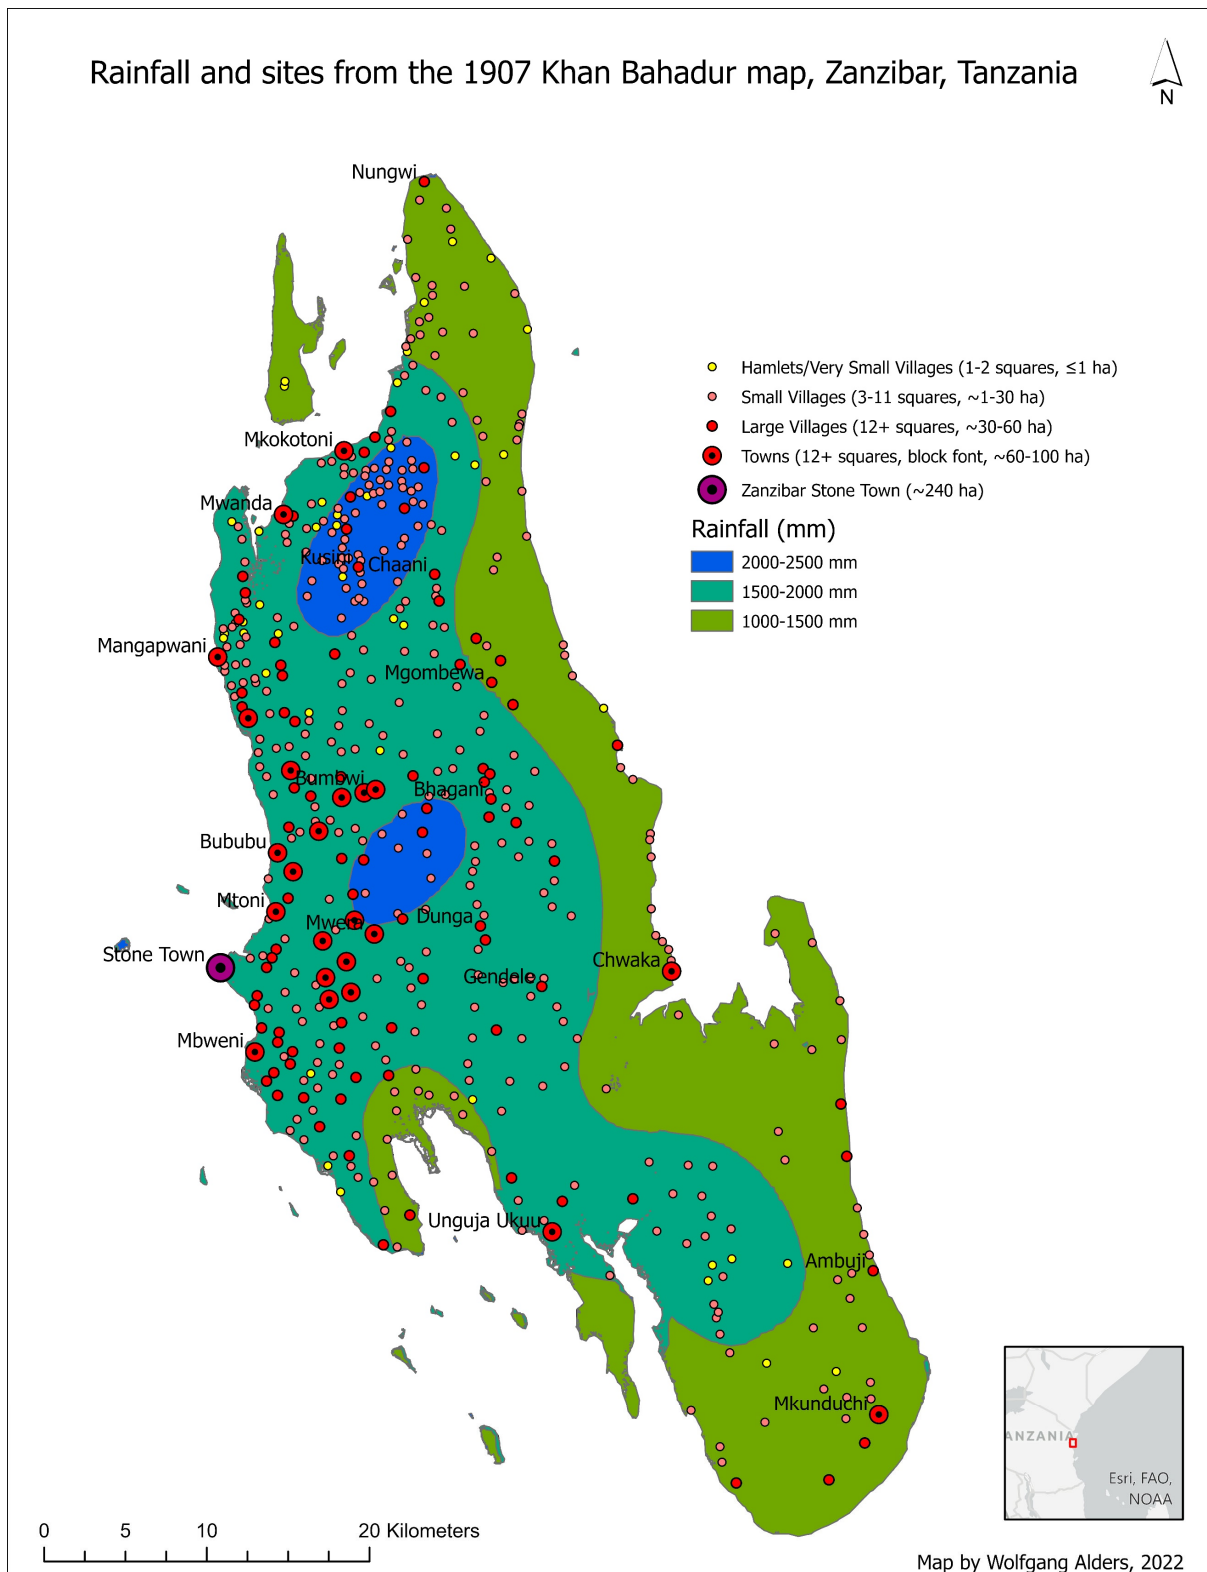 Rainfall and sites from the 1907 Khan Bahadur map, Zanzibar, Tanzania
N
Nungwi
Hamlets/Very Small Villages (1-2 squares, ≤1 ha)
Small Villages (3-11 squares, ~1-30 ha)
Large Villages (12+ squares, ~30-60 ha)
Towns (12+ squares, block font, ~60-100 ha)
Zanzibar Stone Town (~240 ha)
Rainfall (mm)
2000-2500 mm
1500-2000 mm
1000-1500 mm
Mkokotoni
Mwanda
Kusim
Chaani
Mangapwani
Mgombewa
Bumbwi
Bhagani
Bububu
Mtoni
Mwera
Dunga
Stone Town
Chwaka
Gendele
Mbweni
Unguja Ukuu
Ambuji
Mkunduchi
ANZANIA
Esri, FAO,
NOAA
0 5 10 20 Kilometers
Map by Wolfgang Alders, 2022